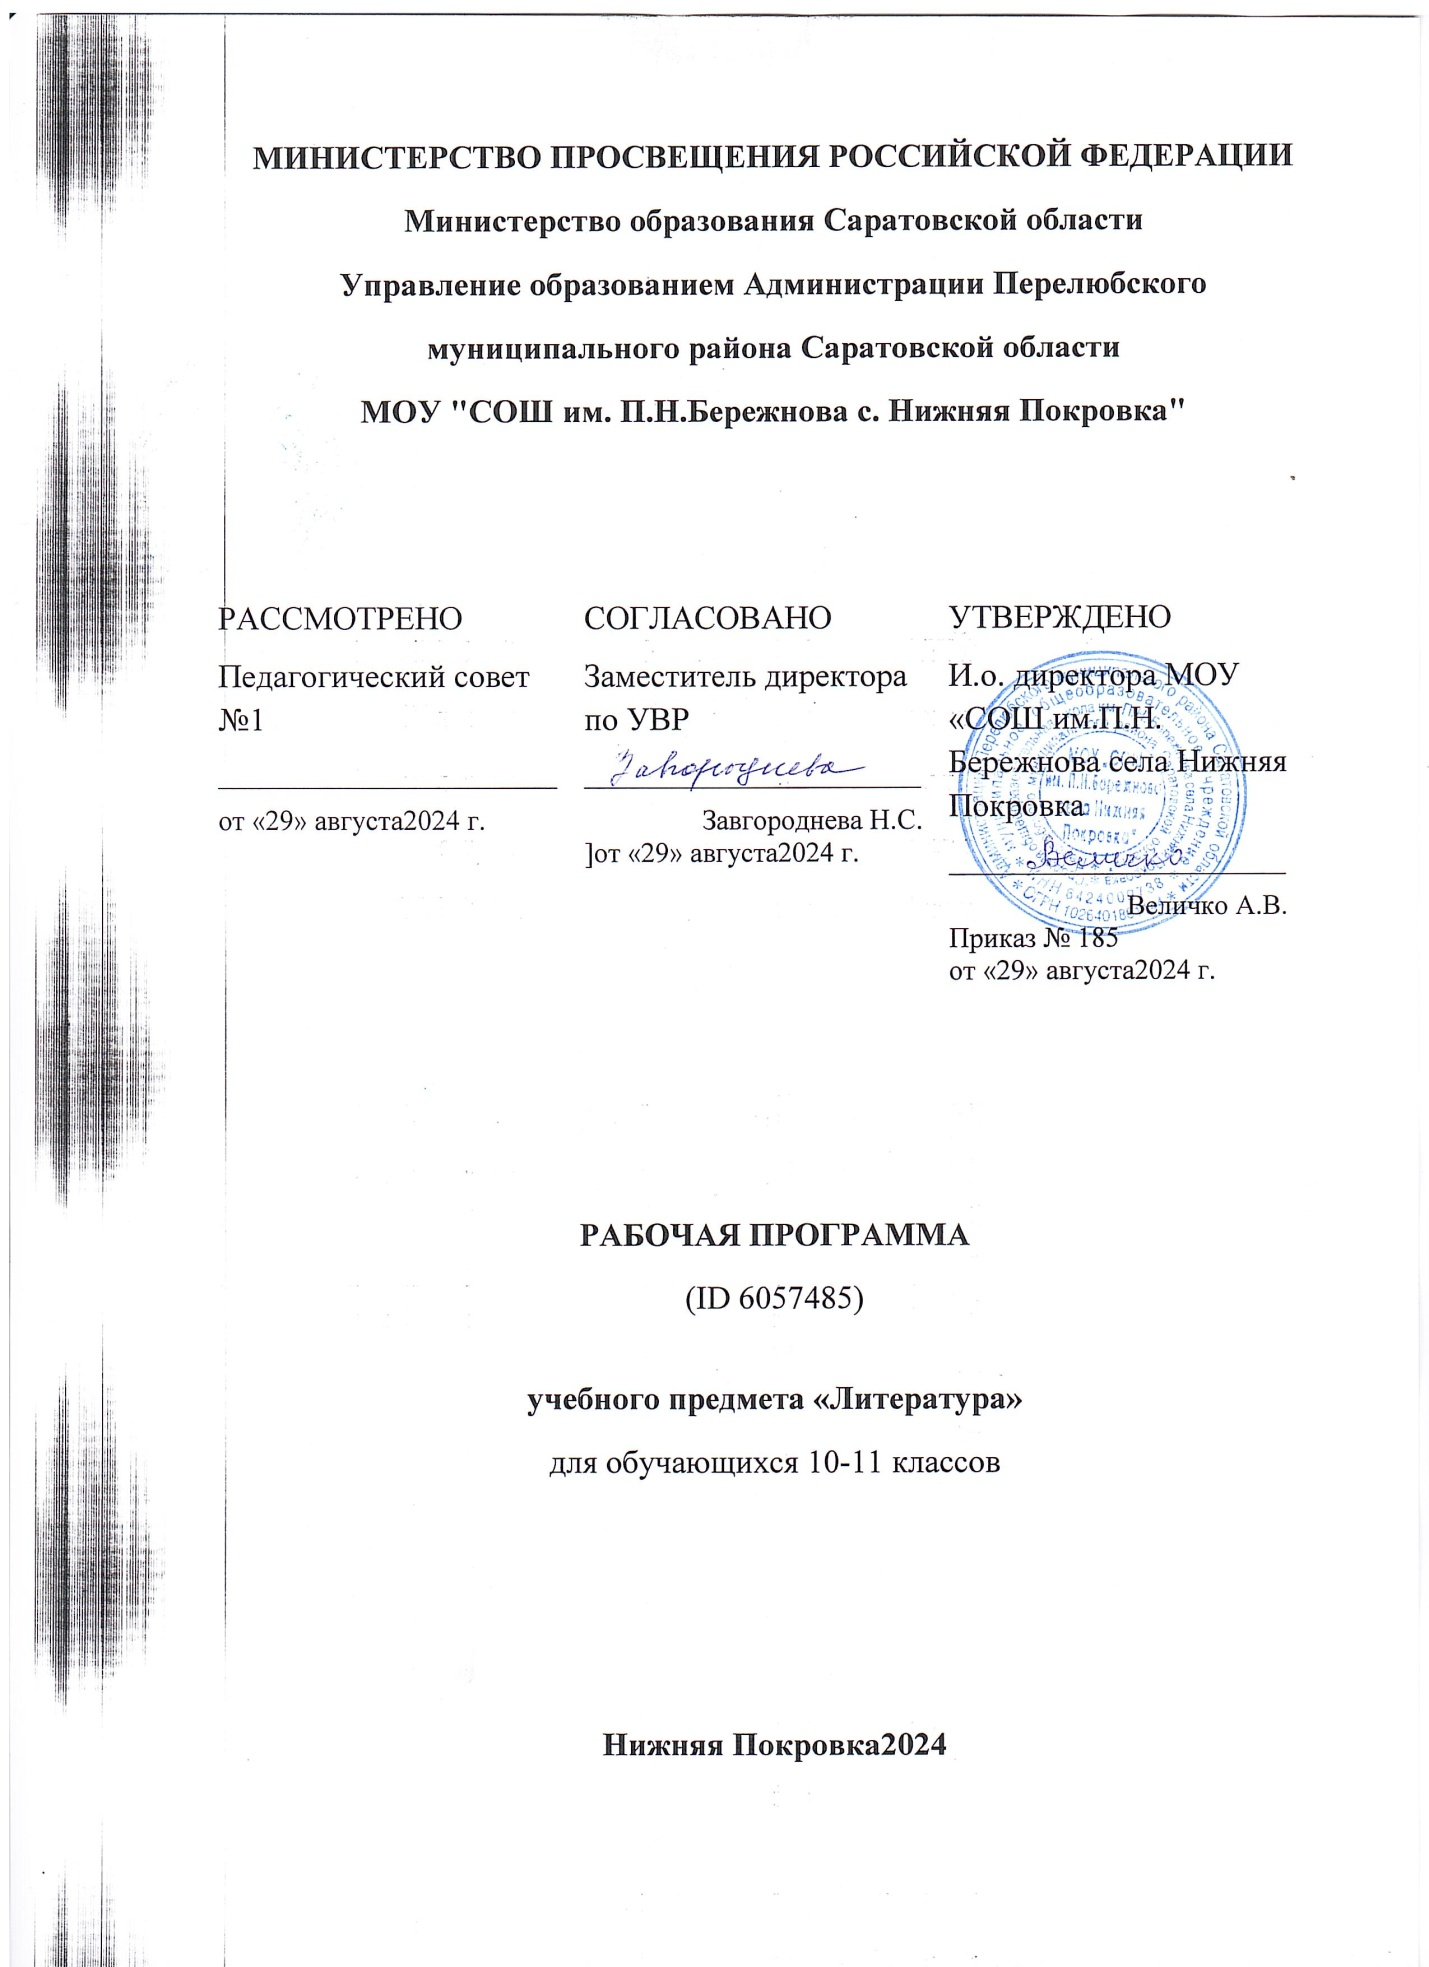 МИНИСТЕРСТВО ПРОСВЕЩЕНИЯ РОССИЙСКОЙ ФЕДЕРАЦИИ
Министерство образования Саратовской области
Управление образованием Администрации Перелюбского
муниципального района Саратовской области
МОУ "СОШ им. П.Н.Бережнова с. Нижняя Покровка"
РАССМОТРЕНО
Педагогический совет
№1
от «29» августа2024 г.
СОГЛАСОВАНО
Заместитель директора
по УВР
Завгороднева
Завгороднева Н.С.
]от «29» августа2024 г.
УТВЕРЖДЕНО
И.о. директора МОУ
«СОШ им.П.Н.
Бережнова села Нижняя
Покровка
Величко
Величко А.В.
Приказ № 185
от «29» августа2024 г.
РАБОЧАЯ ПРОГРАММА
(ID 6057485)
учебного предмета «Литература»
для обучающихся 10-11 классов
Нижняя Покровка2024